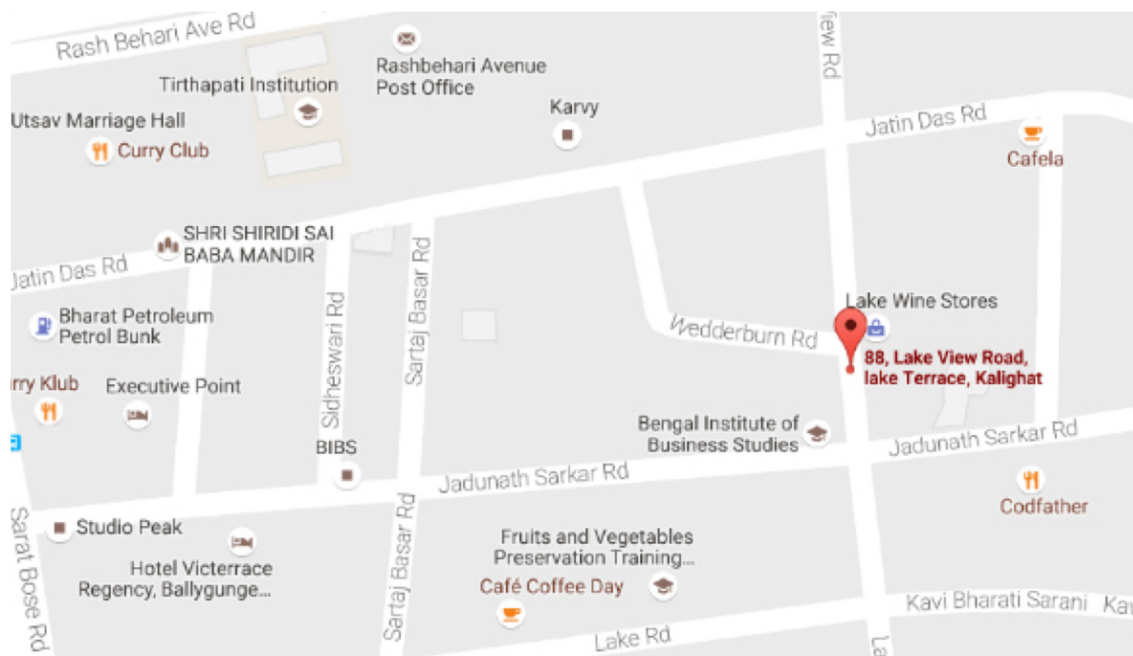 Rash Behari Ave Rd
View Rd
Rashbehari Avenue
Post Office
Tirthapati Institution
Karvy
Utsav Marriage Hall
Curry Club
Jatin Das Rd
Cafela
SHRI SHIRIDI SAI
BABA MANDIR
Jatin Das Rd
Sartaj Basar Rd
Sidheswari Rd
Bharat Petroleum
Petrol Bunk
Lake Wine Stores
Wedderburn Rd
88, Lake View Road,
lake Terrace, Kalighat
rry Klub
Executive Point
Bengal Institute of
Business Studies
Jadunath Sarkar Rd
BIBS
Jadunath Sarkar Rd
Codfather
Studio Peak
Sarat Bose Rd
Sartaj Basar Rd
Hotel Victerrace
Regency, Ballygunge...
Fruits and Vegetables
Preservation Training...
Café Coffee Day
Kavi Bharati Sarani
Kav
Lake Rd
La